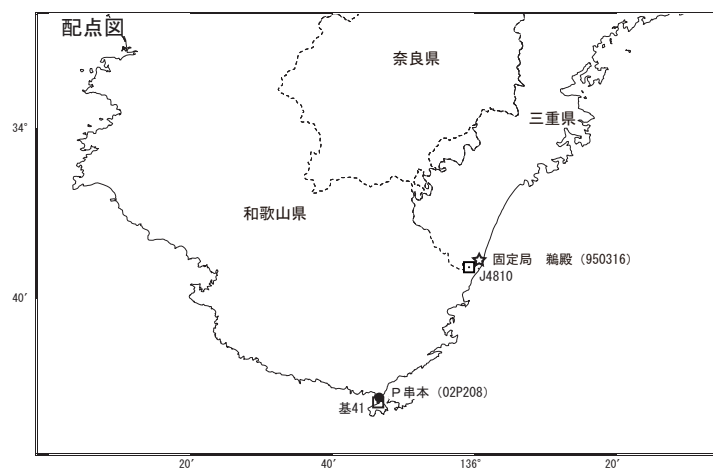 配点図
奈良県
三重県
34°
和歌山県
固定局 鵜殿（950316）
J4810
40′
P串本（02P208）
基41
20′
40′
136°
20′